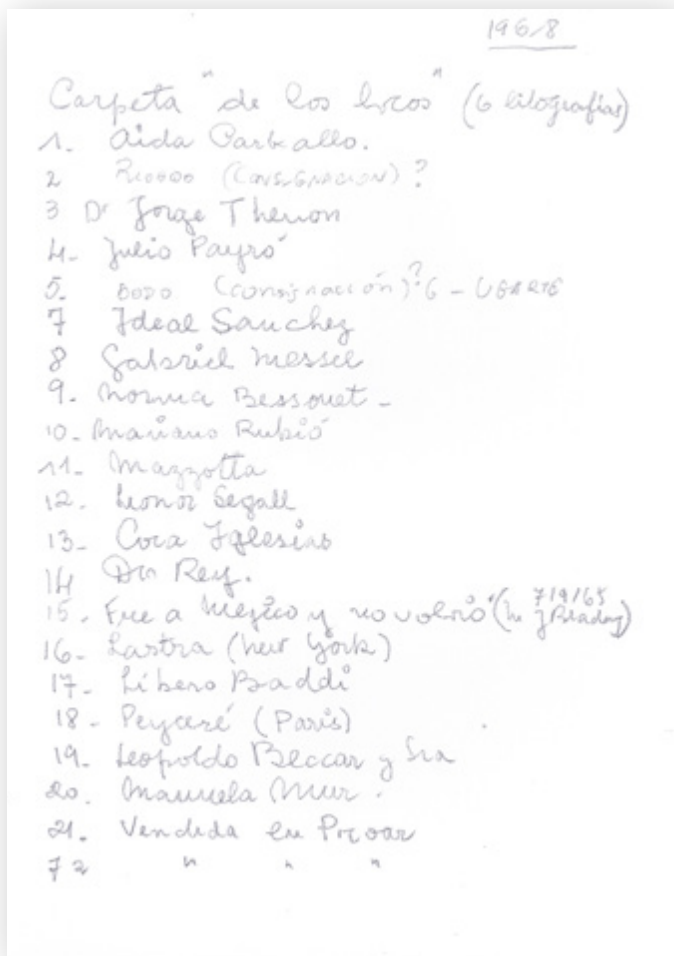 1968
Carpeta "de los locos" (6 litografías)
1. Aida Carballo.
2 (CONSIGNACION)?
3 Dr Jorge Thenon
4. Julio Payró
5. BODO (consignación)? 6 - UGARTE
7 Ideal Sanchez
8 Gabriel Messil
9. Norma Bessouet -
10. Mariano Rubió
11. Mazzotta
12. Leonor Segall
13- Cora Iglesias
14 Dr Rey.
15. Fue a Mexico y no volvió (
7/9/65
16- Lastra (New York)
17- Líbero Baddi
18 - Peyceré (Paris)
19. Leopoldo Beccar y Sra
20. Manuela Mur.
21. Vendida en Proar
72 " " "